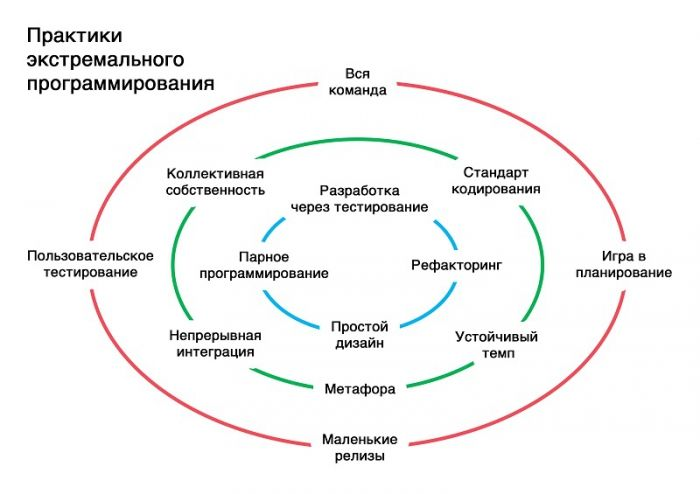 Практики
экстремального
программирования
Вся
команда
Коллективная
собственность
Стандарт
кодирования
Разработка
через тестирование
Пользовательское
тестирование
Парное
программирование
Рефакторинг
Игра в
планирование
Непрерывная
интеграция
Простой
дизайн
Устойчивый
темп
Метафора
Маленькие
релизы